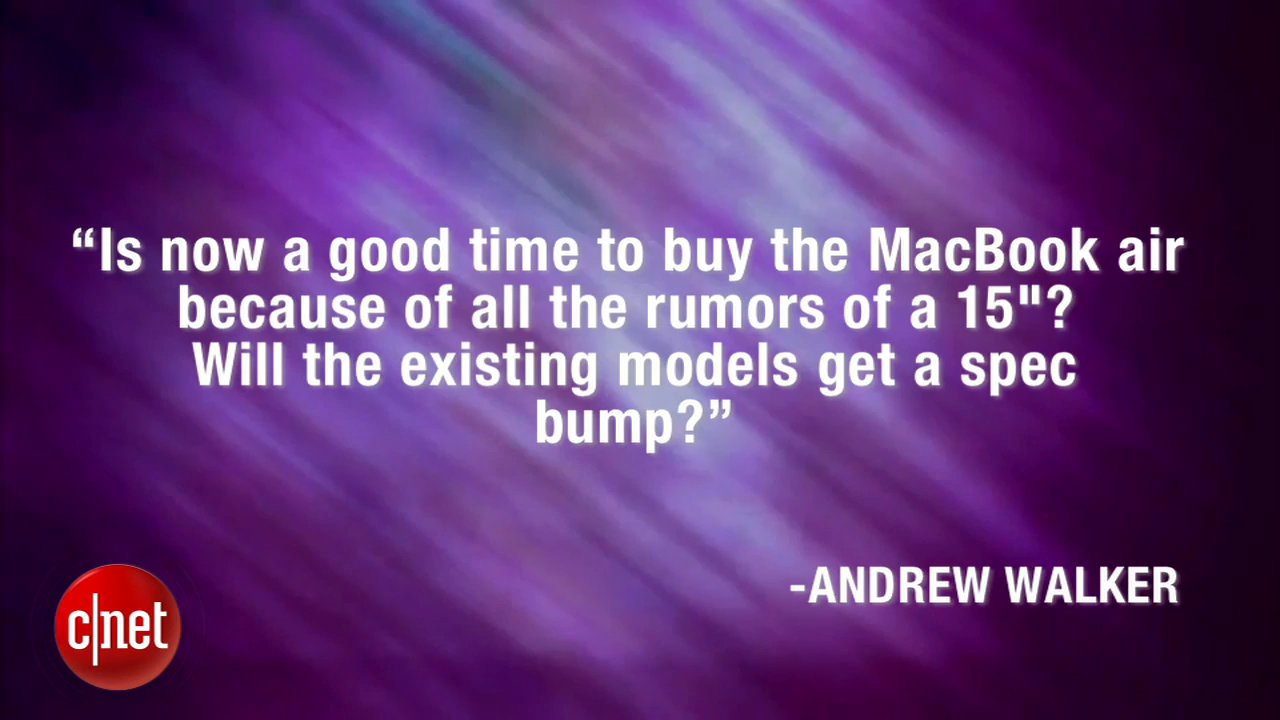 “Is now a good time to buy the MacBook air
because of all the rumors of a 15"?
Will the existing models get a spec
bump?”
-ANDREW WALKER
c|net